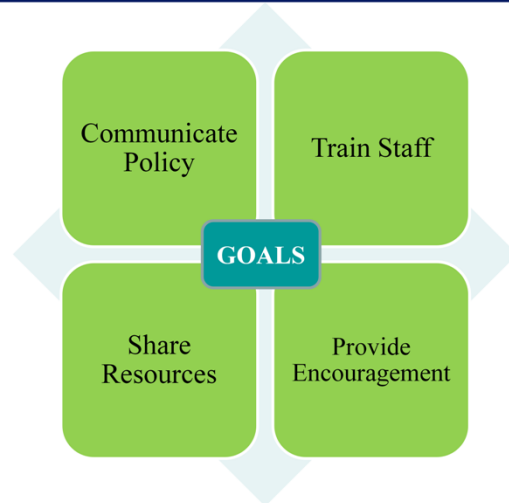 Communicate
Policy
Train Staff
GOALS
Share
Resources
Provide
Encouragement